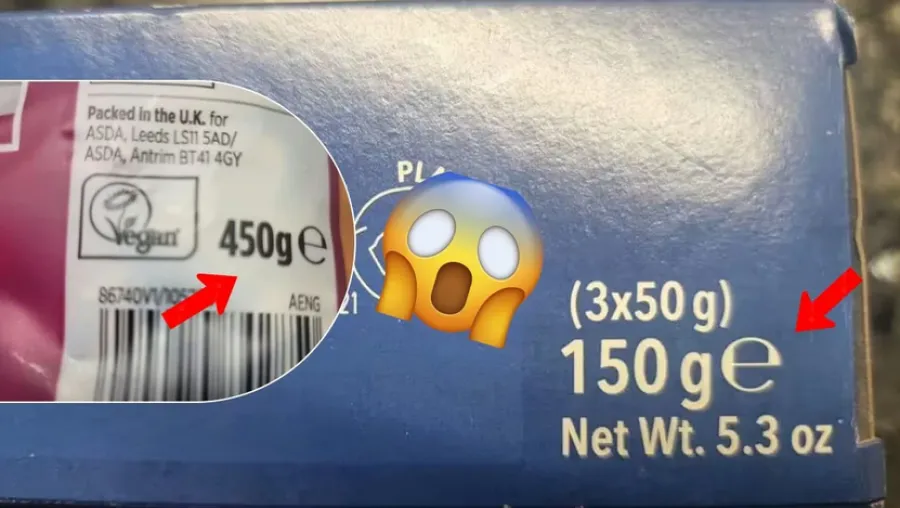 Packed in the U.K. for
ASDA, Leeds LS11 5AD/
ASDA, Antrim BT41 4GY
Vegan
450g e
AENG
(3x50 g)
150 g e
Net Wt. 5.3 oz